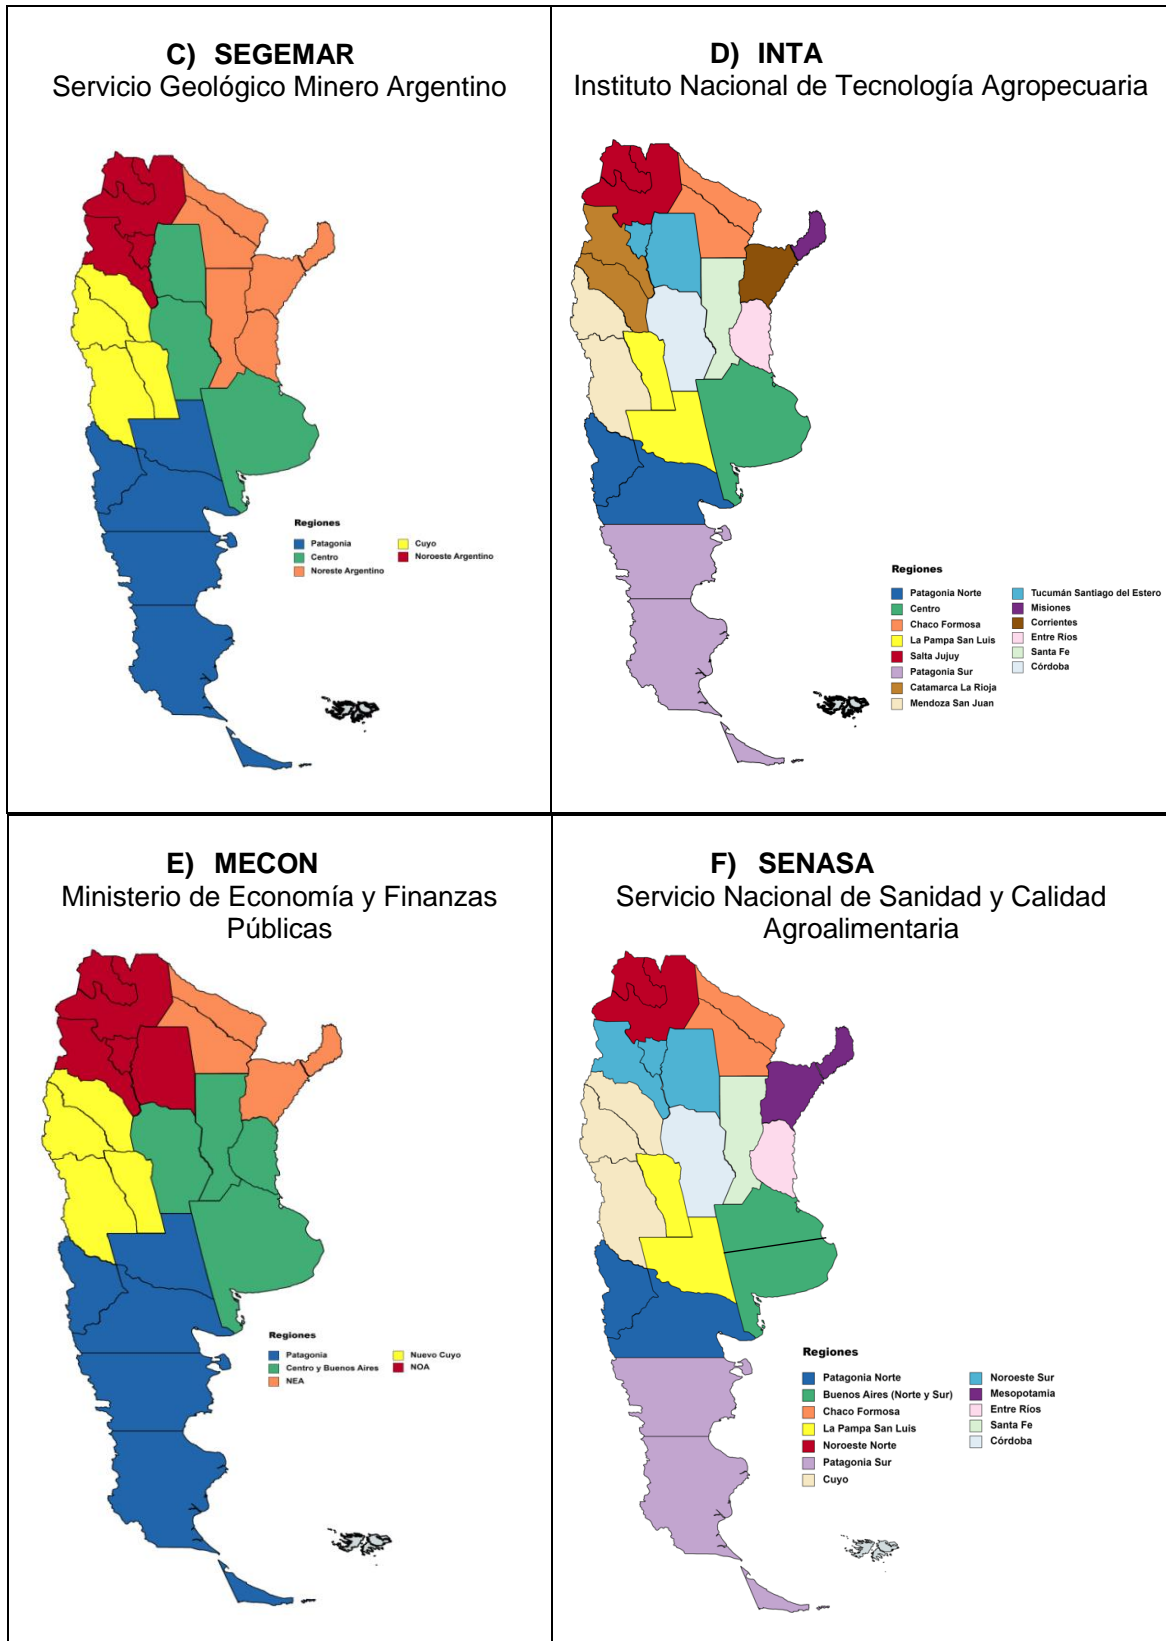 C) SEGEMAR
Servicio Geológico Minero Argentino
Regiones
Patagonia
Centro
Noreste Argentino
Cuyo
Noroeste Argentino
D) INTA
Instituto Nacional de Tecnología Agropecuaria
Regiones
Patagonia Norte
Centro
Chaco Formosa
La Pampa San Luis
Salta Jujuy
Patagonia Sur
Catamarca La Rioja
Mendoza San Juan
Tucumán Santiago del Estero
Misiones
Corrientes
Entre Ríos
Santa Fe
Córdoba
E) MECON
Ministerio de Economía y Finanzas
Públicas
Regiones
Patagonia
Centro y Buenos Aires
NEA
Nuevo Cuyo
NOA
F) SENASA
Servicio Nacional de Sanidad y Calidad
Agroalimentaria
Regiones
Patagonia Norte
Buenos Aires (Norte y Sur)
Chaco Formosa
La Pampa San Luis
Noroeste Norte
Patagonia Sur
Cuyo
Noroeste Sur
Mesopotamia
Entre Ríos
Santa Fe
Córdoba